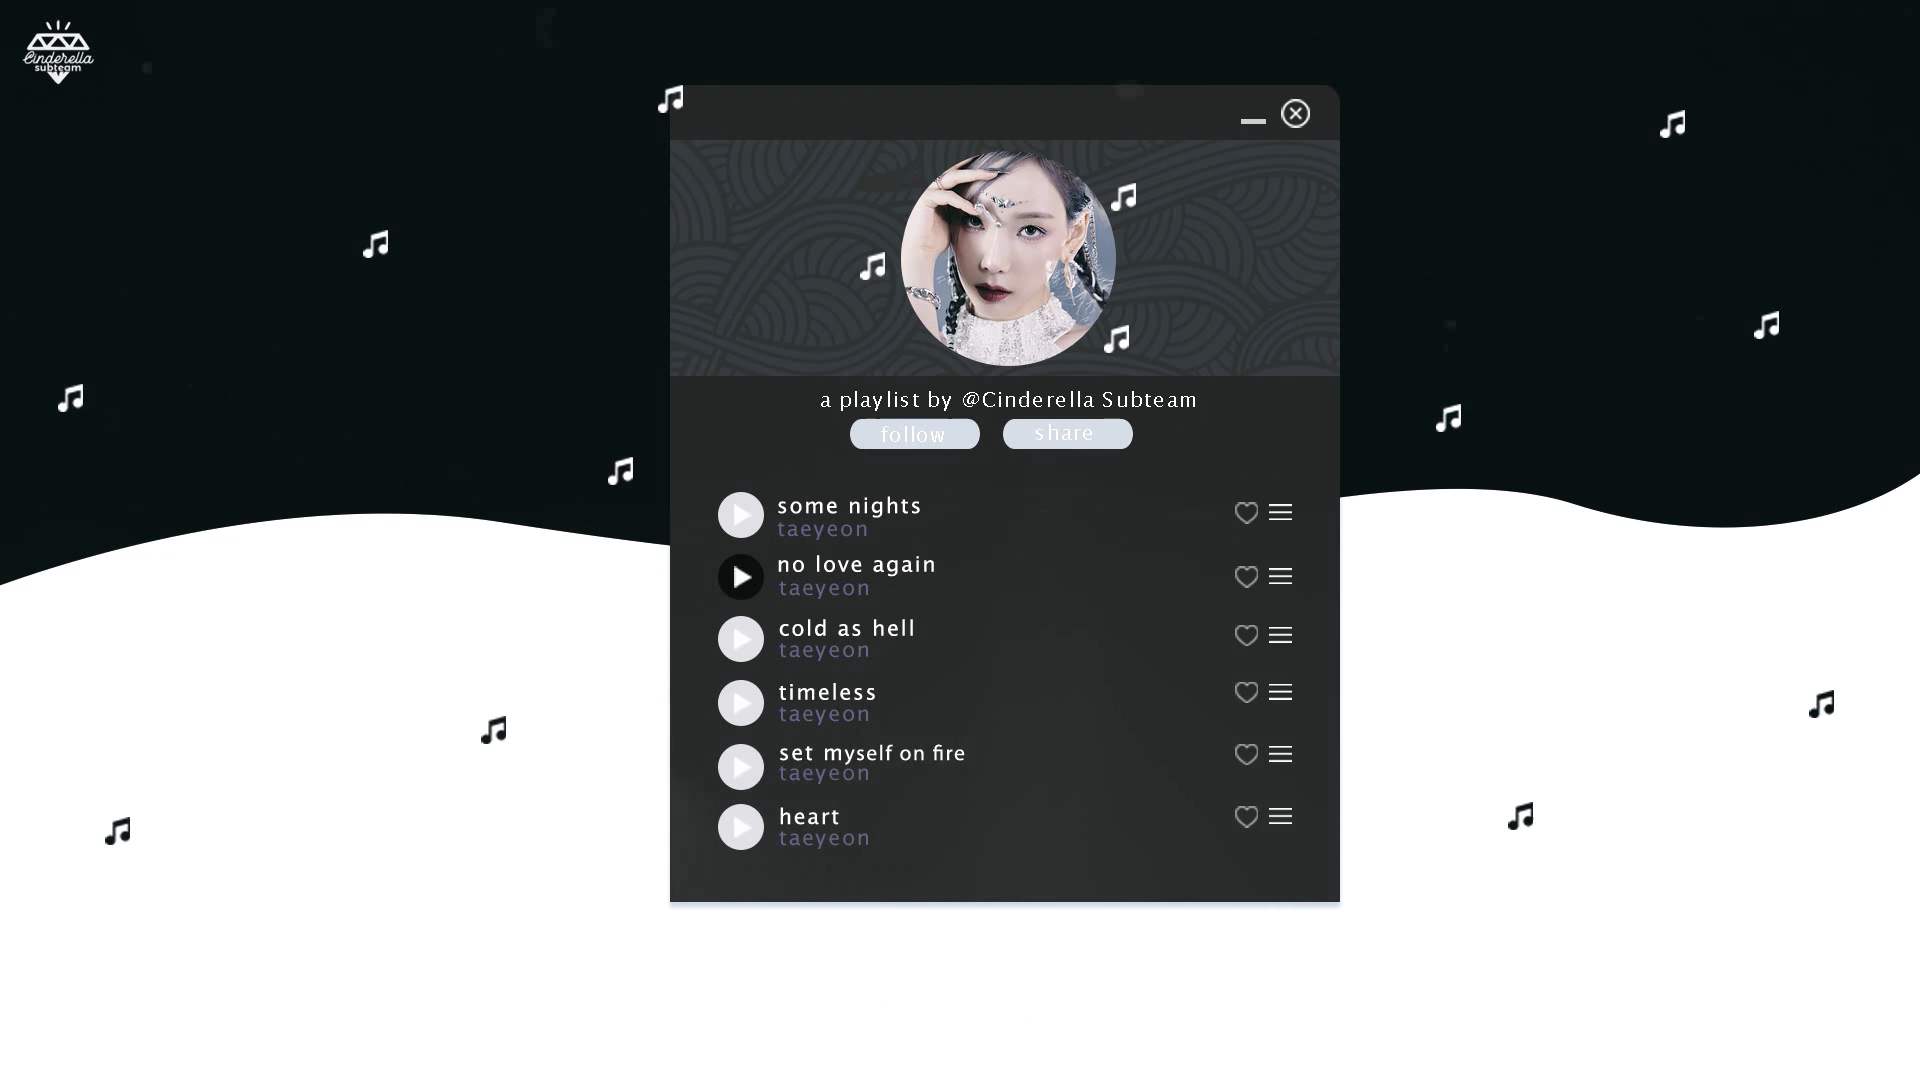 Cinderella
subteam
a playlist by @Cinderella Subteam
follow share
some nights
taeyeon
no love again
taeyeon
cold as hell
taeyeon
timeless
taeyeon
set myself on fire
taeyeon
heart
taeyeon